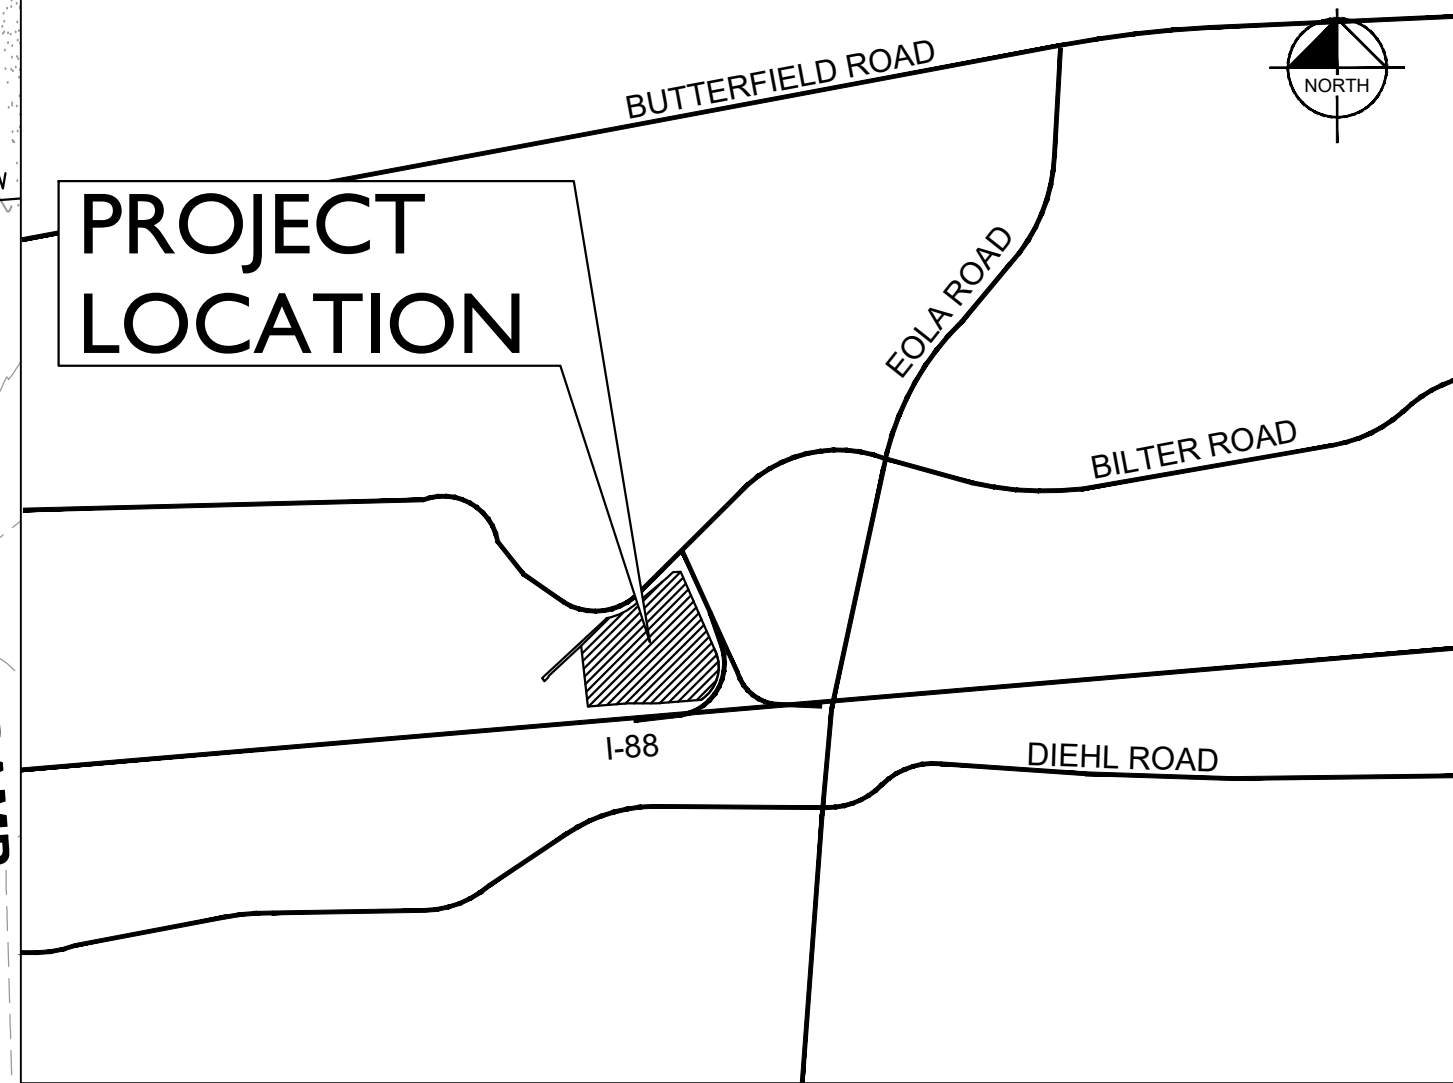 BUTTERFIELD ROAD
NORTH
PROJECT
LOCATION
EOLA ROAD
BILTER ROAD
I-88
DIEHL ROAD